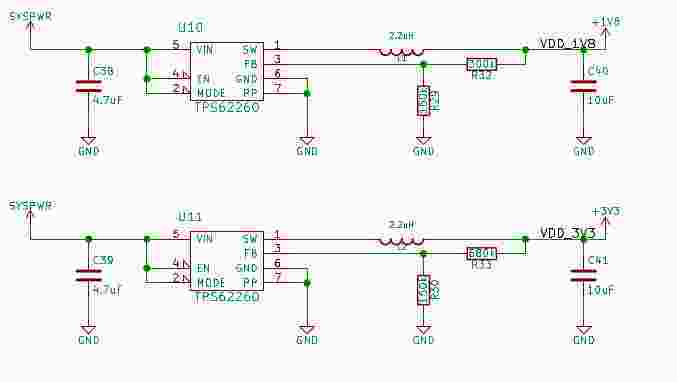 SYSPWR
+1V8
U10
2.2uH
VDD_1V8
5 VIN SW 1
L1
FB 3
300k
R32
C38
4.7uF
4 EN GND 6
2 MODE PP 7
TPS62260
150k
R29
C40
10uF
GND
GND
GND
GND
SYSPWR
+3V3
U11
2.2uH
VDD_3V3
5 VIN SW 1
L2
FB 3
680k
R33
C39
4.7uF
4 EN GND 6
2 MODE PP 7
TPS62260
150k
R30
C41
10uF
GND
GND
GND
GND